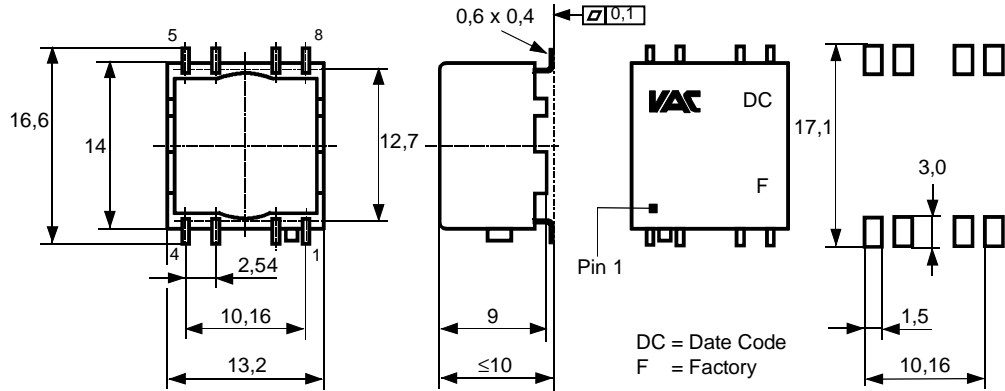 0,6 x 0,4
0,1
5
8
16,6
14
12,7
4
1
2,54
10,16
13,2
9
≤10
VAC
DC
F
Pin 1
DC = Date Code
F = Factory
17,1
3,0
1,5
10,16